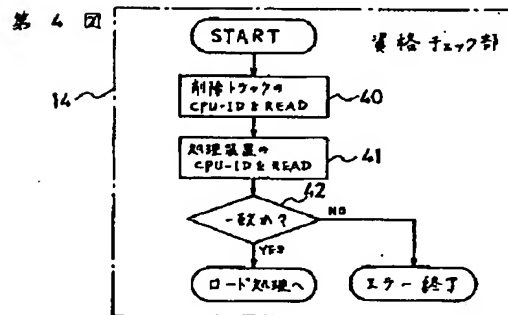 第 4 図
START
資格チェック部
14
削除トラックの
CPU-IDをREAD
40
処理装置の
CPU-IDをREAD
41
42
一致か?
NO
YES
ロード処理へ
エラー終了